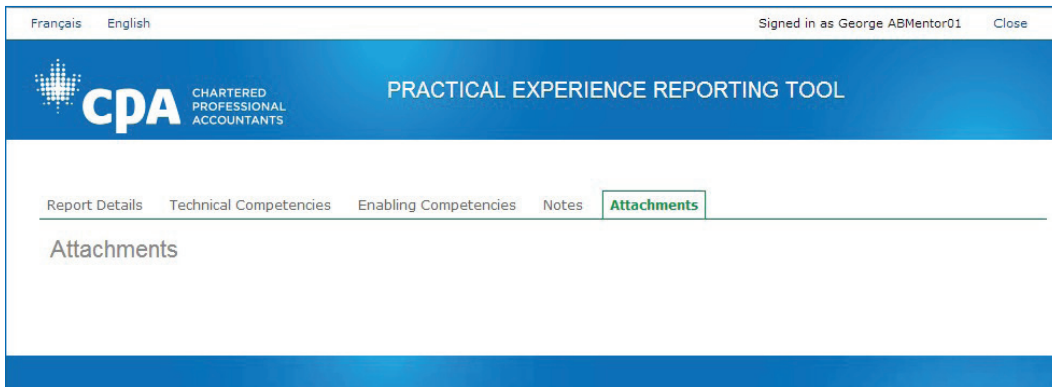 Français English Signed in as George ABMentor01 Close
CPA CHARTERED
PROFESSIONAL
ACCOUNTANTS
PRACTICAL EXPERIENCE REPORTING TOOL
Report Details Technical Competencies Enabling Competencies Notes Attachments
Attachments